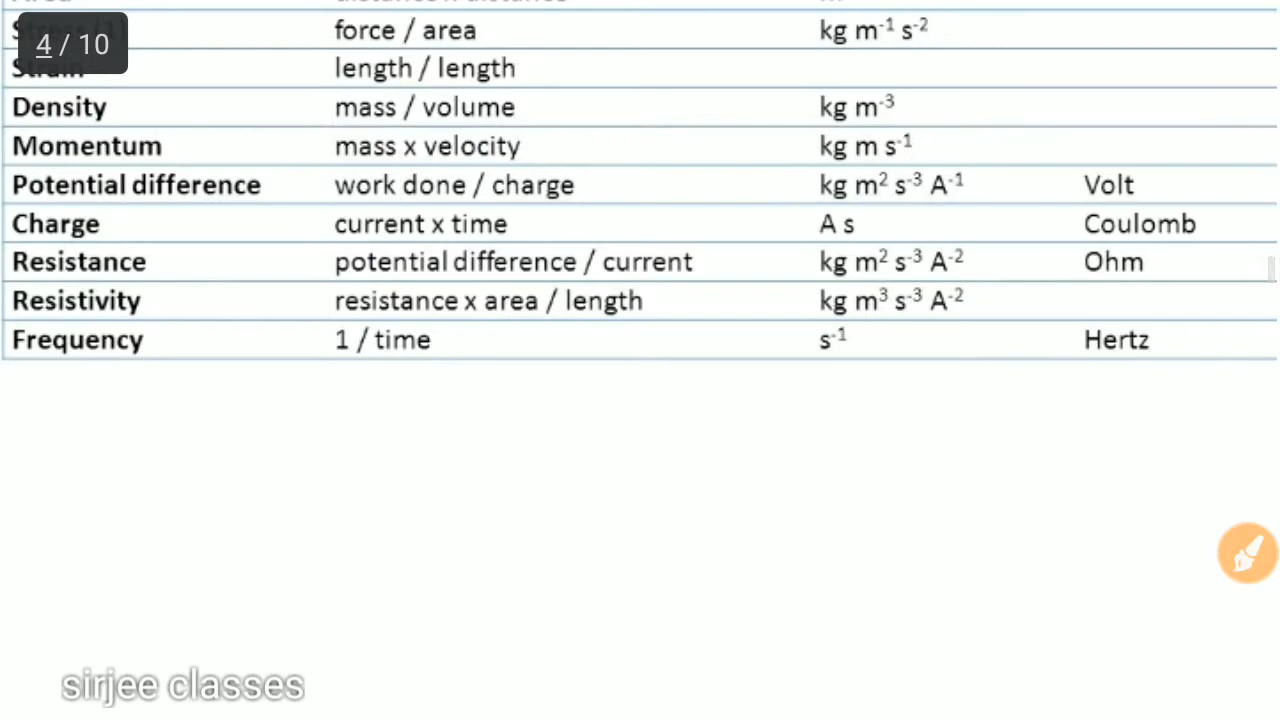 4 / 10
force / area kg m⁻¹ s⁻²
Strain length / length
Density mass / volume kg m⁻³
Momentum mass x velocity kg m s⁻¹
Potential difference work done / charge kg m² s⁻³ A⁻¹ Volt
Charge current x time A s Coulomb
Resistance potential difference / current kg m² s⁻³ A⁻² Ohm
Resistivity resistance x area / length kg m³ s⁻³ A⁻²
Frequency 1 / time s⁻¹ Hertz
sirjee classes